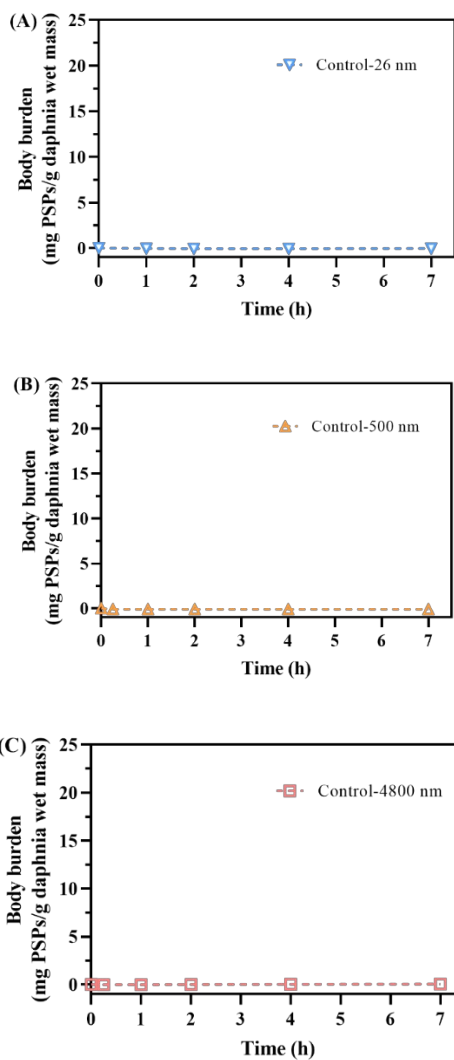 (A)
Body burden
(mg PSPs/g daphnia wet mass)
25
20
15
10
5
0
Control-26 nm
0 1 2 3 4 5 6 7
Time (h)
(B)
Body burden
(mg PSPs/g daphnia wet mass)
25
20
15
10
5
0
Control-500 nm
0 1 2 3 4 5 6 7
Time (h)
(C)
Body burden
(mg PSPs/g daphnia wet mass)
25
20
15
10
5
0
Control-4800 nm
0 1 2 3 4 5 6 7
Time (h)